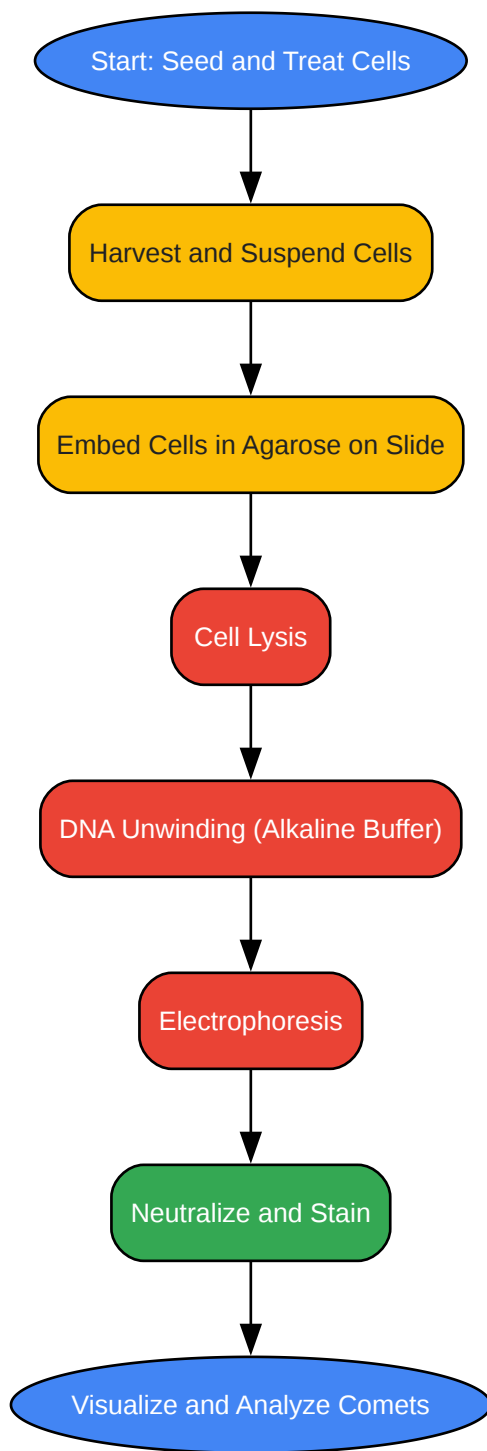 Start: Seed and Treat Cells
Harvest and Suspend Cells
Embed Cells in Agarose on Slide
Cell Lysis
DNA Unwinding (Alkaline Buffer)
Electrophoresis
Neutralize and Stain
Visualize and Analyze Comets